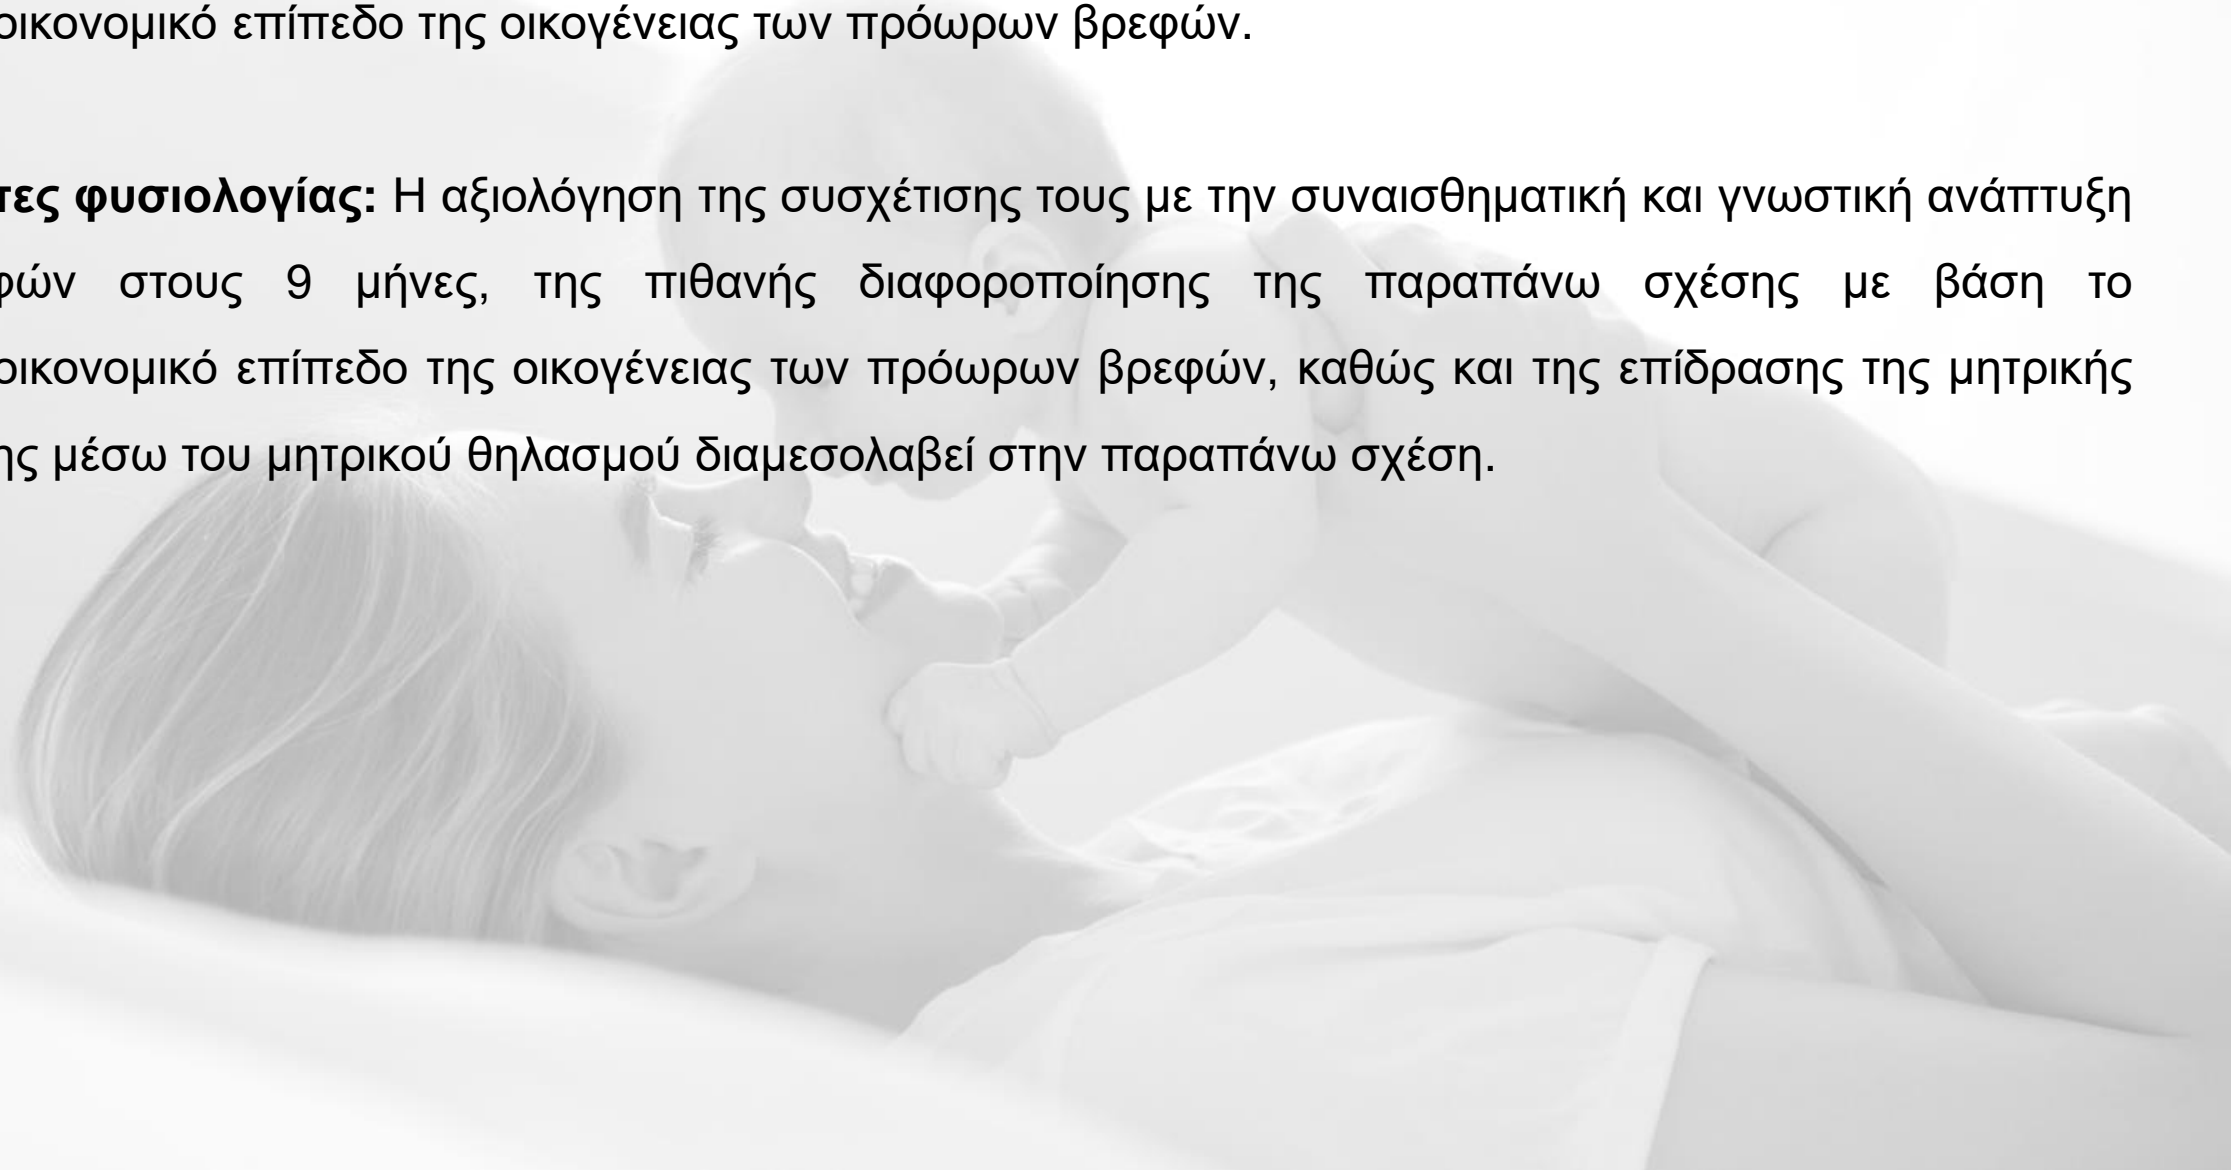 οικονομικό επίπεδο της οικογένειας των πρόωρων βρεφών.
τες φυσιολογίας: Η αξιολόγηση της συσχέτισης τους με την συναισθηματική και γνωστική ανάπτυξη
φών στους 9 μήνες, της πιθανής διαφοροποίησης της παραπάνω σχέσης με βάση το
οικονομικό επίπεδο της οικογένειας των πρόωρων βρεφών, καθώς και της επίδρασης της μητρικής
ης μέσω του μητρικού θηλασμού διαμεσολαβεί στην παραπάνω σχέση.